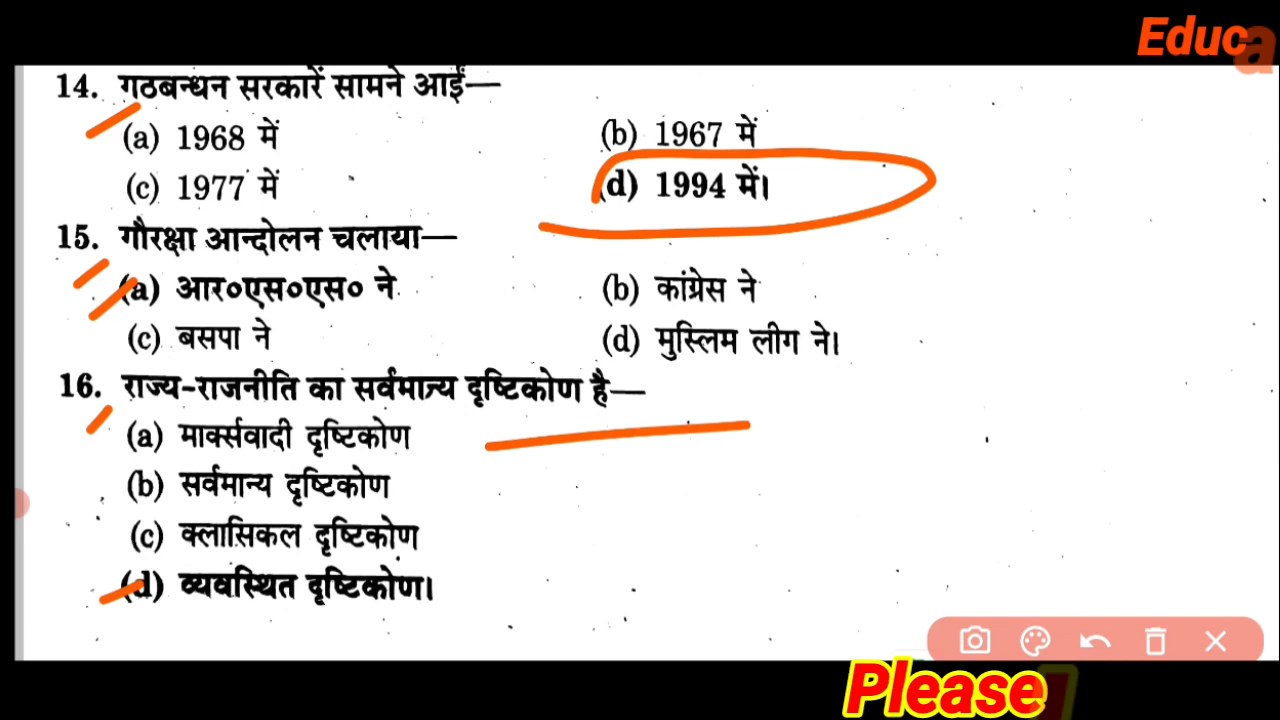 Educa
14. गठबन्धन सरकारें सामने आईं—
(a) 1968 में (b) 1967 में
(c) 1977 में (d) 1994 में।
15. गौरक्षा आन्दोलन चलाया—
(a) आर०एस०एस० ने (b) कांग्रेस ने
(c) बसपा ने (d) मुस्लिम लीग ने।
16. राज्य-राजनीति का सर्वमान्य दृष्टिकोण है—
(a) मार्क्सवादी दृष्टिकोण
(b) सर्वमान्य दृष्टिकोण
(c) क्लासिकल दृष्टिकोण
(d) व्यवस्थित दृष्टिकोण।
Please